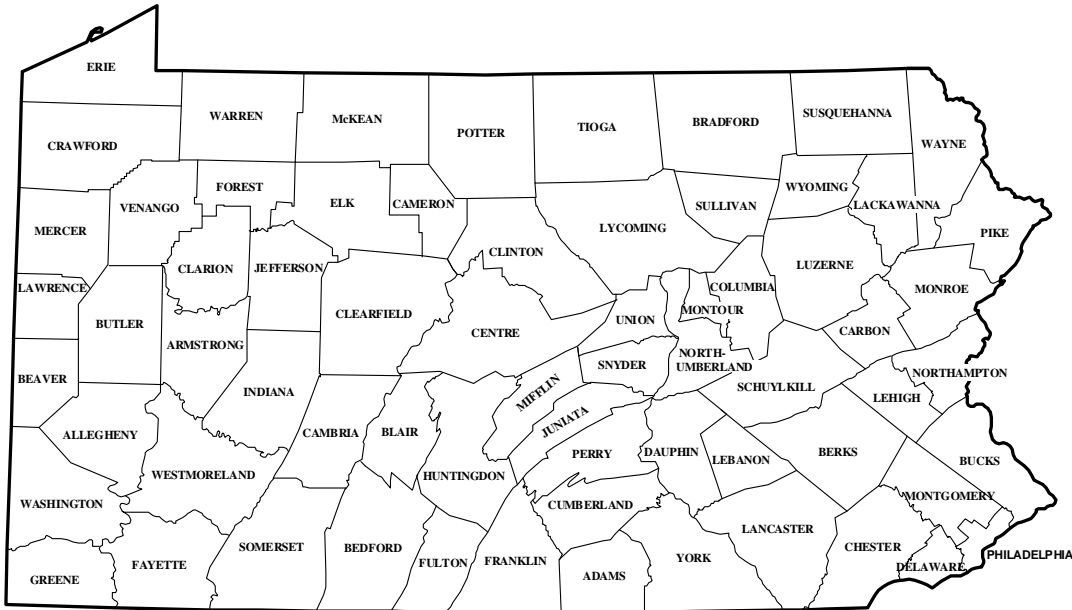 ERIE
WARREN
McKEAN
POTTER
TIOGA
BRADFORD
SUSQUEHANNA
WAYNE
CRAWFORD
VENANGO
FOREST
ELK
CAMERON
LYCOMING
SULLIVAN
WYOMING
LACKAWANNA
PIKE
MERCER
CLARION
JEFFERSON
CLINTON
LUZERNE
MONROE
LAWRENCE
BUTLER
ARMSTRONG
CLEARFIELD
CENTRE
UNION
MONTOUR
COLUMBIA
CARBON
BEAVER
INDIANA
MIFFLIN
SNYDER
NORTH-
UMBERLAND
SCHUYLKILL
LEHIGH
NORTHAMPTON
ALLEGHENY
CAMBRIA
BLAIR
JUNIATA
PERRY
DAUPHIN
LEBANON
BERKS
BUCKS
WASHINGTON
WESTMORELAND
HUNTINGDON
CUMBERLAND
MONTGOMERY
GREENE
FAYETTE
SOMERSET
BEDFORD
FULTON
FRANKLIN
ADAMS
YORK
LANCASTER
CHESTER
DELAWARE
PHILADELPHIA